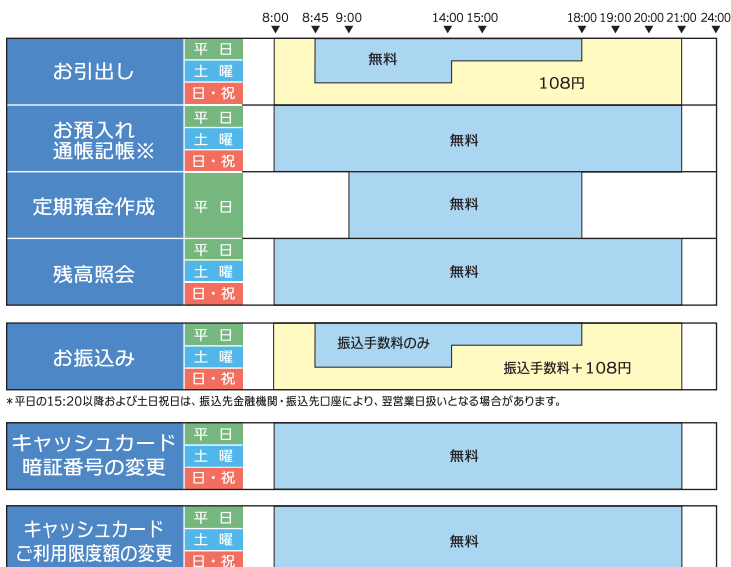 8:00 8:45 9:00 14:00 15:00 18:00 19:00 20:00 21:00 24:00
お引出し
平 日
土 曜
日・祝
無料
108円
お預入れ
通帳記帳※
平 日
土 曜
日・祝
無料
定期預金作成
平 日
無料
残高照会
平 日
土 曜
日・祝
無料
お振込み
平 日
土 曜
日・祝
振込手数料のみ
振込手数料＋108円
＊平日の15:20以降および土日祝日は、振込先金融機関・振込先口座により、翌営業日扱いとなる場合があります。
キャッシュカード
暗証番号の変更
平 日
土 曜
日・祝
無料
キャッシュカード
ご利用限度額の変更
平 日
土 曜
日・祝
無料